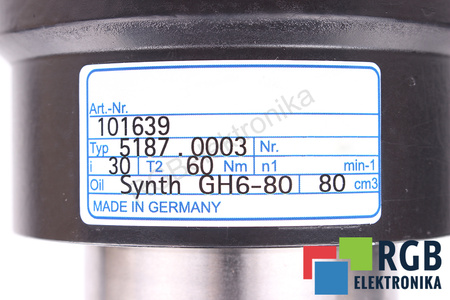 Art.-Nr.
101639
Typ 5187.0003 Nr.
i 30 T2 60 Nm n1 min-1
Oil Synth GH6-80 80 cm3
MADE IN GERMANY
RGB
ELEKTRONIKA